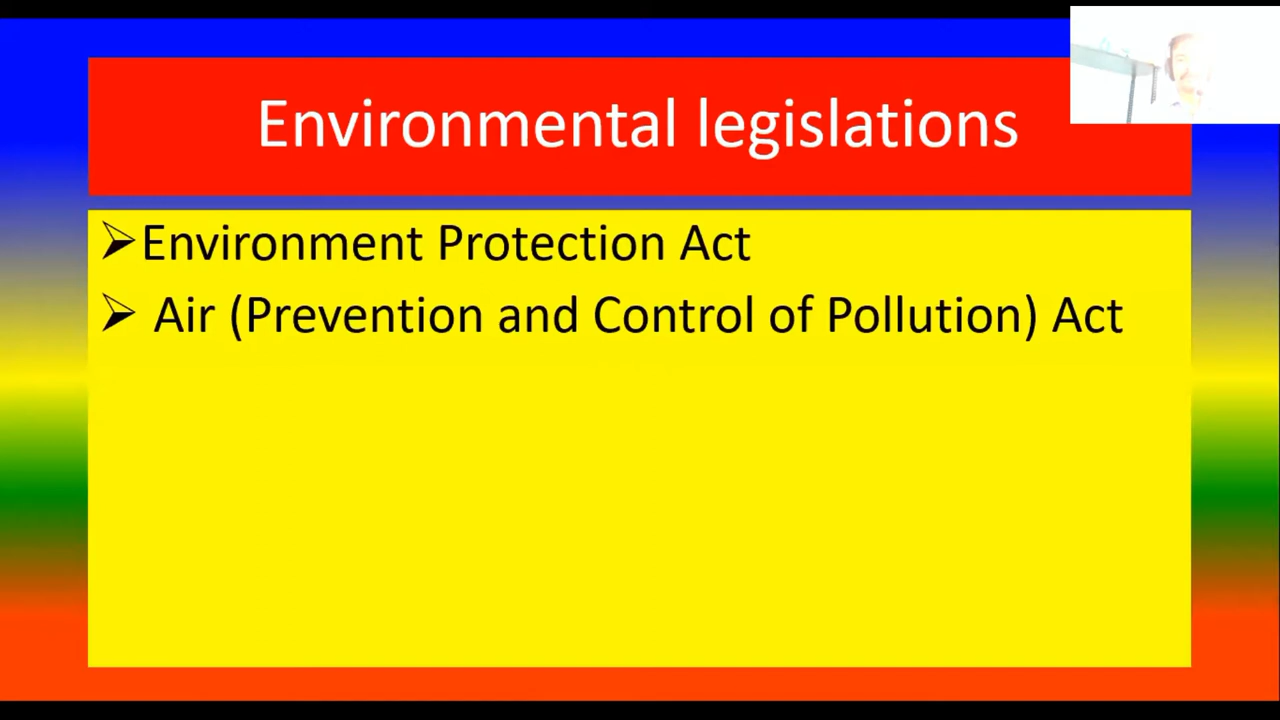 Environmental legislations
➢Environment Protection Act
➢ Air (Prevention and Control of Pollution) Act